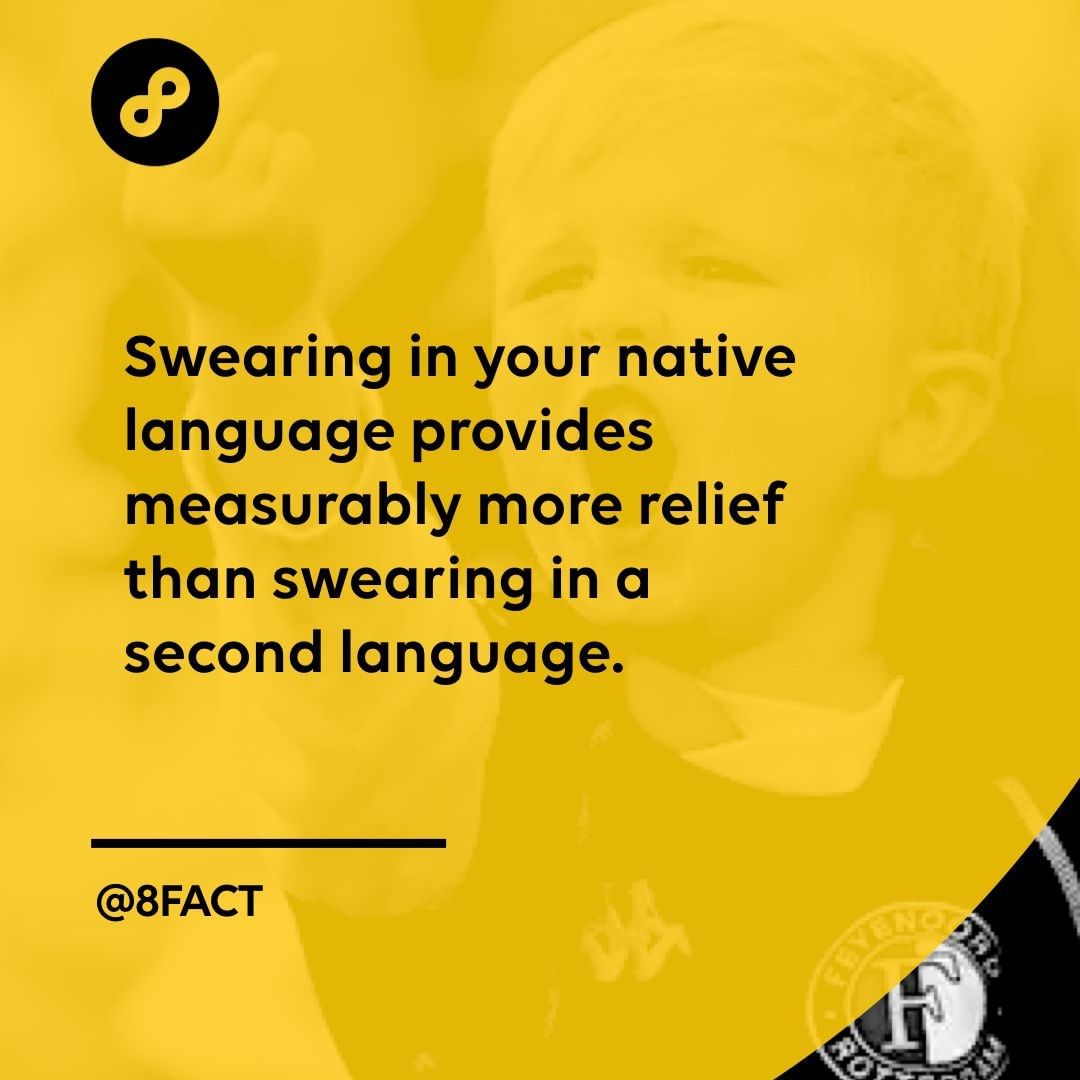 Swearing in your native
language provides
measurably more relief
than swearing in a
second language.
@8FACT
FEYENOORD
F
ROTTERDAM